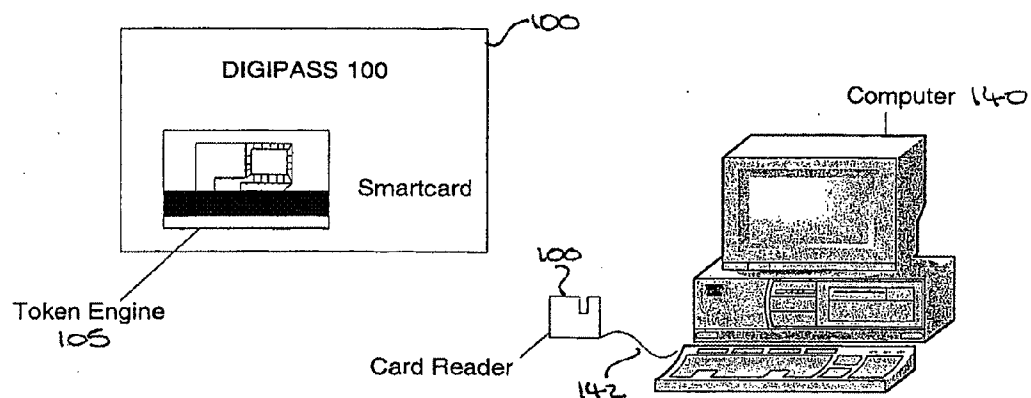 100
DIGIPASS 100
Computer 140
Smartcard
100
Token Engine
105
Card Reader
142